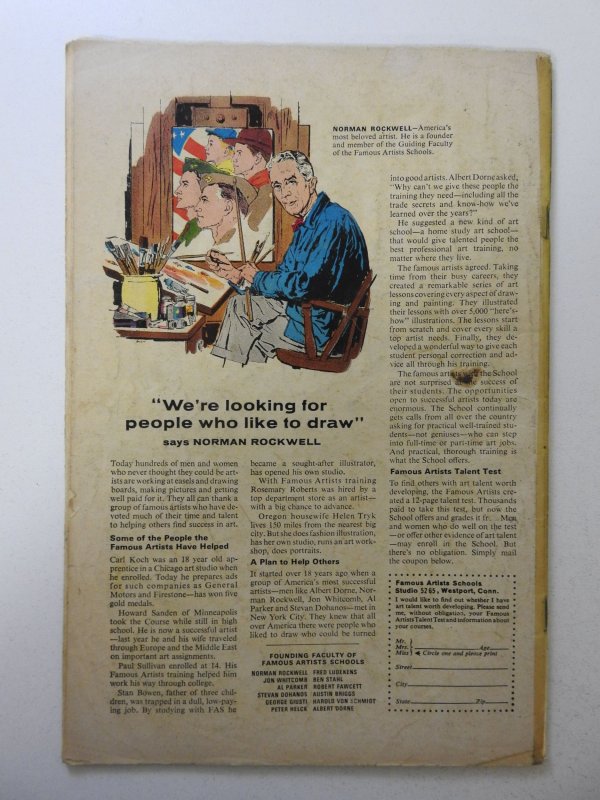 NORMAN ROCKWELL—America's
most beloved artist. He is a founder
and member of the Guiding Faculty
of the Famous Artists Schools.
"We're looking for
people who like to draw"
says NORMAN ROCKWELL
Today hundreds of men and women
who never thought they could be art-
ists are working at easels and drawing
boards, making pictures and getting
well paid for it. They all can thank a
group of famous artists who have de-
voted much of their time and talent
to helping others find success in art.
Some of the People the
Famous Artists Have Helped
Carl Koch was an 18 year old ap-
prentice in a Chicago art studio when
he enrolled. Today he prepares ads
for such companies as General
Motors and Firestone—has won five
gold medals.
Howard Sanden of Minneapolis
took the Course while still in high
school. He is now a successful artist
—last year he and his wife traveled
through Europe and the Middle East
on important art assignments.
Paul Sullivan enrolled at 14. His
Famous Artists training helped him
work his way through college.
Stan Bowen, father of three chil-
dren, was trapped in a dull, low-pay-
ing job. By studying with FAS he
became a sought-after illustrator,
has opened his own studio.
With Famous Artists training
Rosemary Roberts was hired by a
top department store as an artist—
with a big chance to advance.
Oregon housewife Helen Tryk
lives 150 miles from the nearest big
city. But she does fashion illustration,
has her own studio, runs an art work-
shop, does portraits.
A Plan to Help Others
It started over 18 years ago when a
group of America's most successful
artists—men like Albert Dorne, Nor-
man Rockwell, Jon Whitcomb, Al
Parker and Stevan Dohanos—met in
New York City. They knew that all
over America there were people who
liked to draw who could be turned
FOUNDING FACULTY OF
FAMOUS ARTISTS SCHOOLS
NORMAN ROCKWELL FRED LUDEKENS
JON WHITCOMB BEN STAHL
AL PARKER ROBERT FAWCETT
STEVAN DOHANOS AUSTIN BRIGGS
GEORGE GIUSTI HAROLD VON SCHMIDT
PETER HELCK ALBERT DORNE
into good artists. Albert Dorne asked,
"Why can't we give these people the
training they need—including all the
trade secrets and know-how we've
learned over the years?"
He suggested a new kind of art
school—a home study art school—
that would give talented people the
best professional art training, no
matter where they live.
The famous artists agreed. Taking
time from their busy careers, they
created a remarkable series of art
lessons covering every aspect of draw-
ing and painting. They illustrated
their lessons with over 5,000 "here's-
how" illustrations. The lessons start
from scratch and cover every skill a
top artist needs. Finally, they de-
veloped a wonderful way to give each
student personal correction and ad-
vice all through his training.
The famous artists the School
are not surprised success of
their students. The opportunities
open to successful artists today are
enormous. The School continually
gets calls from all over the country
asking for practical well-trained stu-
dents—not geniuses—who can step
into full-time or part-time art jobs.
And practical, thorough training is
what the School offers.
Famous Artists Talent Test
To find others with art talent worth
developing, the Famous Artists cre-
ated a 12-page talent test. Thousands
paid to take this test, but now the
School offers and grades it fr... Men
and women who do well on the test
—or offer other evidence of art talent
—may enroll in the School. But
there's no obligation. Simply mail
the coupon below.
Famous Artists Schools
Studio 5265, Westport, Conn.
I would like to find out whether I have
art talent worth developing. Please send
me, without obligation, your Famous
Artists Talent Test and information about
your courses.
Mr.
Mrs. Age
Miss Circle one and please print
Street
City
State Zip